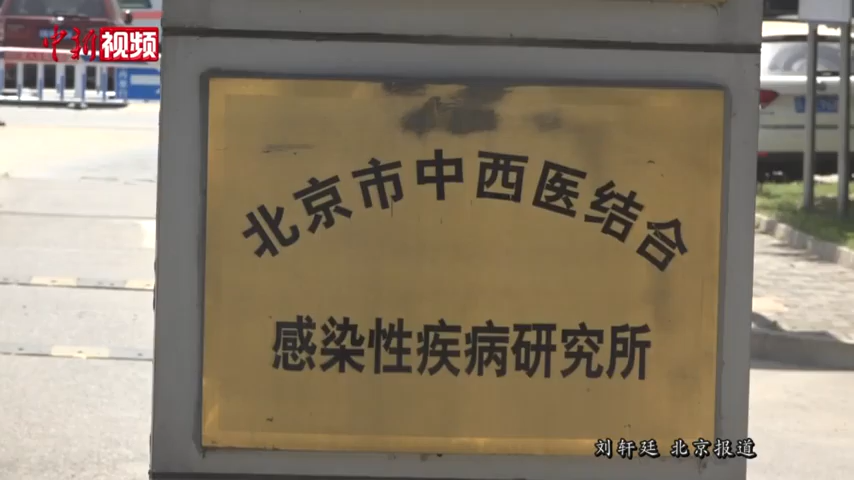 中新视频
北京市中西医结合
感染性疾病研究所
刘轩廷 北京报道